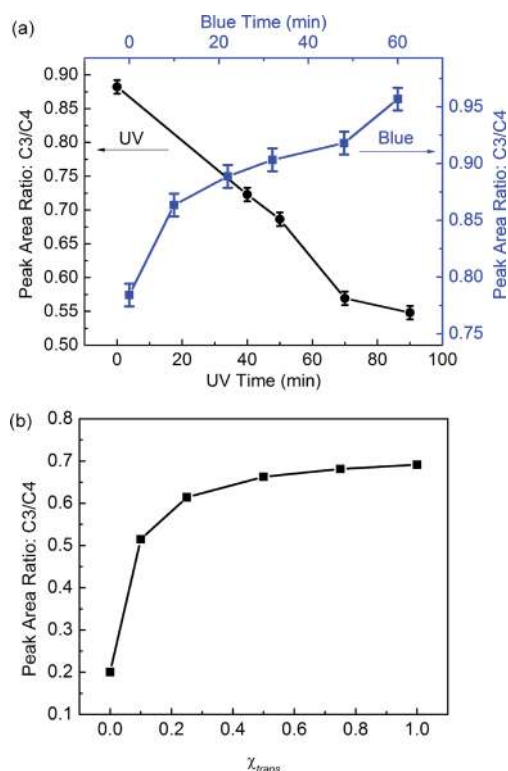 (a)
Blue Time (min)
0 20 40 60
0.90
0.85
0.80
0.75
0.70
0.65
0.60
0.55
0.50
Peak Area Ratio: C3/C4
UV
Blue
0.95
0.90
0.85
0.80
0.75
Peak Area Ratio: C3/C4
0 20 40 60 80 100
UV Time (min)
(b)
0.8
0.7
0.6
0.5
0.4
0.3
0.2
0.1
Peak Area Ratio: C3/C4
0.0 0.2 0.4 0.6 0.8 1.0
χtrans